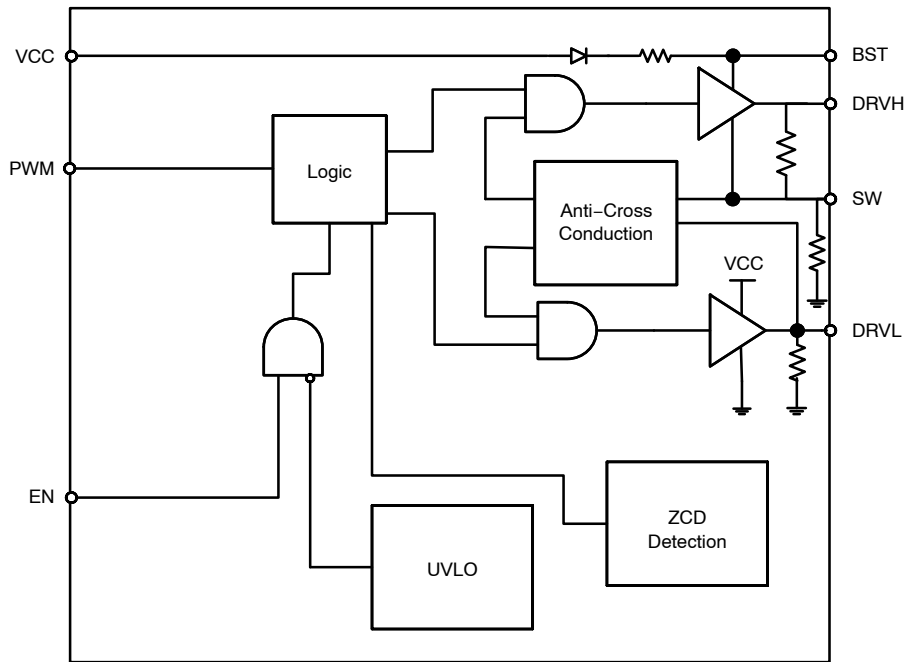 VCC
BST
DRVH
PWM
Logic
SW
Anti−Cross
Conduction
VCC
DRVL
EN
ZCD
Detection
UVLO